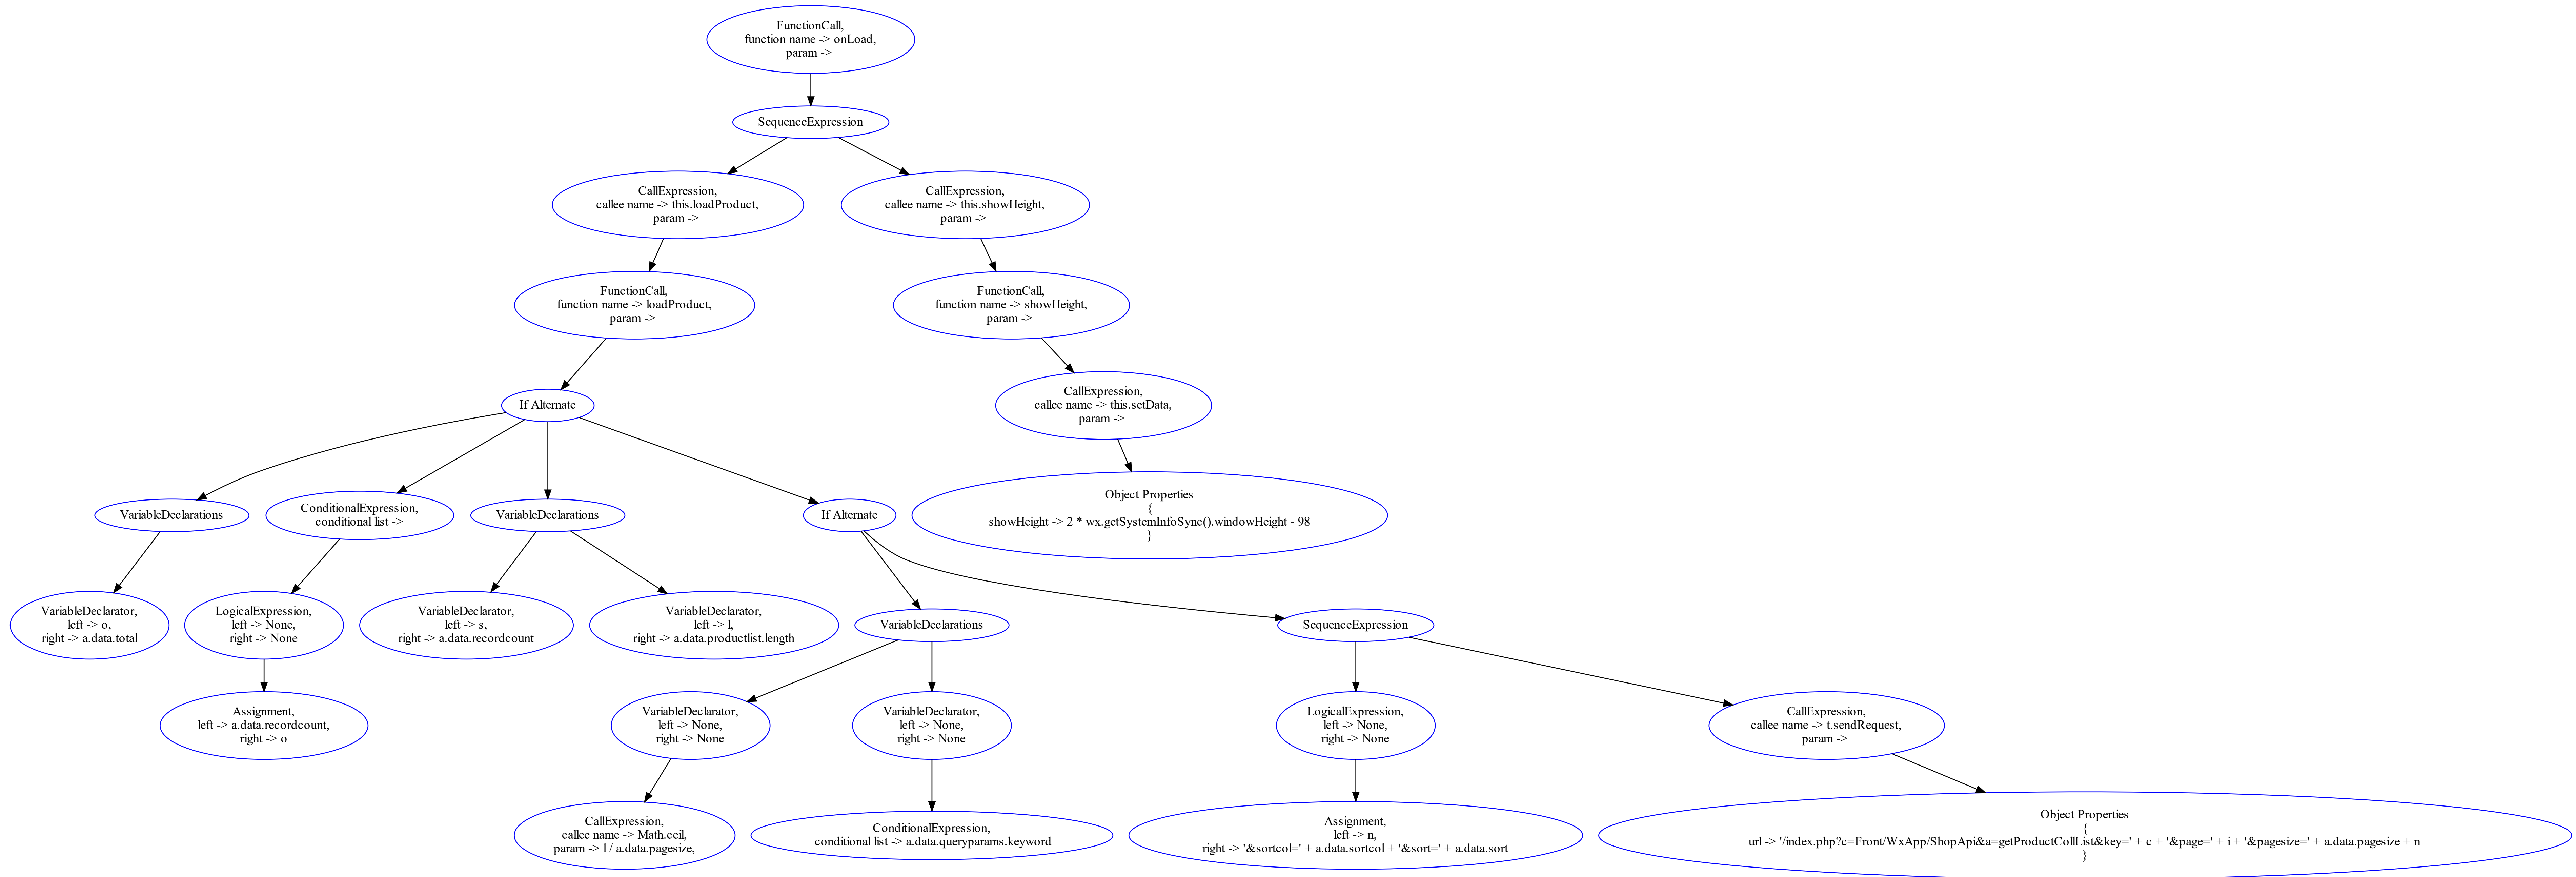 FunctionCall,
function name -> onLoad,
param ->
SequenceExpression
CallExpression,
callee name -> this.loadProduct,
param ->
CallExpression,
callee name -> this.showHeight,
param ->
FunctionCall,
function name -> loadProduct,
param ->
FunctionCall,
function name -> showHeight,
param ->
If Alternate
CallExpression,
callee name -> this.setData,
param ->
VariableDeclarations
ConditionalExpression,
conditional list ->
VariableDeclarations
If Alternate
Object Properties
{
showHeight -> 2 * wx.getSystemInfoSync().windowHeight - 98
}
VariableDeclarator,
left -> o,
right -> a.data.total
LogicalExpression,
left -> None,
right -> None
VariableDeclarator,
left -> s,
right -> a.data.recordcount
VariableDeclarator,
left -> l,
right -> a.data.productlist.length
VariableDeclarations
SequenceExpression
Assignment,
left -> a.data.recordcount,
right -> o
VariableDeclarator,
left -> None,
right -> None
VariableDeclarator,
left -> None,
right -> None
LogicalExpression,
left -> None,
right -> None
CallExpression,
callee name -> t.sendRequest,
param ->
CallExpression,
callee name -> Math.ceil,
param -> l / a.data.pagesize,
ConditionalExpression,
conditional list -> a.data.queryparams.keyword
Assignment,
left -> n,
right -> '&sortcol=' + a.data.sortcol + '&sort=' + a.data.sort
Object Properties
{
url -> '/index.php?c=Front/WxApp/ShopApi&a=getProductCollList&key=' + c + '&page=' + i + '&pagesize=' + a.data.pagesize + n
}